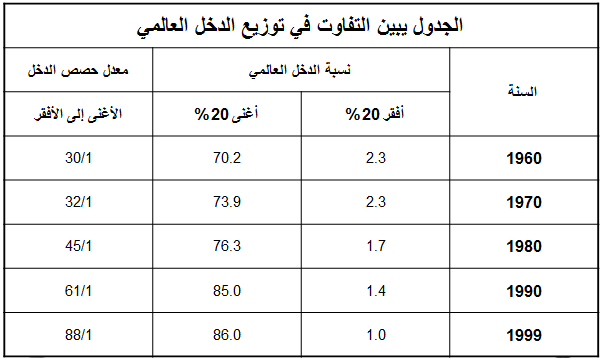 الجدول يبين التفاوت في توزيع الدخل العالمي
السنة نسبة الدخل العالمي معدل حصص الدخل
أفقر 20% أغنى 20% الأغنى إلى الأفقر
1960 2.3 70.2 30/1
1970 2.3 73.9 32/1
1980 1.7 76.3 45/1
1990 1.4 85.0 61/1
1999 1.0 86.0 88/1